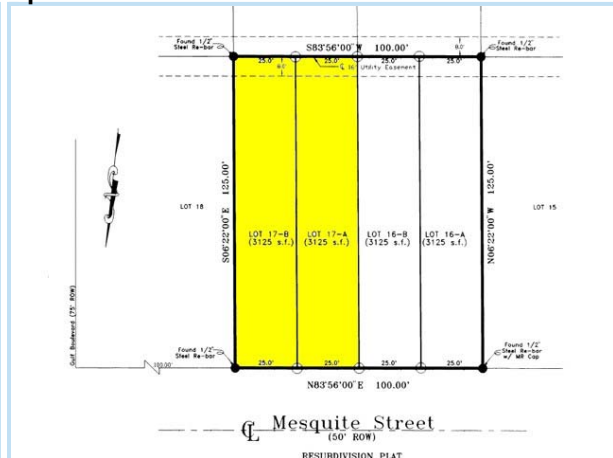 Found 1/2"
Steel Re-bar
S83°56'00"W 100.00'
Found 1/2"
Steel Re-bar
25.0' 25.0' 25.0' 25.0'
8.0'
8.0'
℄ 16' Utility Easement
S06°22'00"E 125.00'
N06°22'00"W 125.00'
LOT 18
LOT 15
LOT 17-B
(3125 s.f.)
LOT 17-A
(3125 s.f.)
LOT 16-B
(3125 s.f.)
LOT 16-A
(3125 s.f.)
Gulf Boulevard (75' ROW)
Found 1/2"
Steel Re-bar
Found 1/2"
Steel Re-bar
w/ MR Cap
25.0' 25.0' 25.0' 25.0'
N83°56'00"E 100.00'
℄ Mesquite Street
(50' ROW)
RESUBDIVISION PLAT